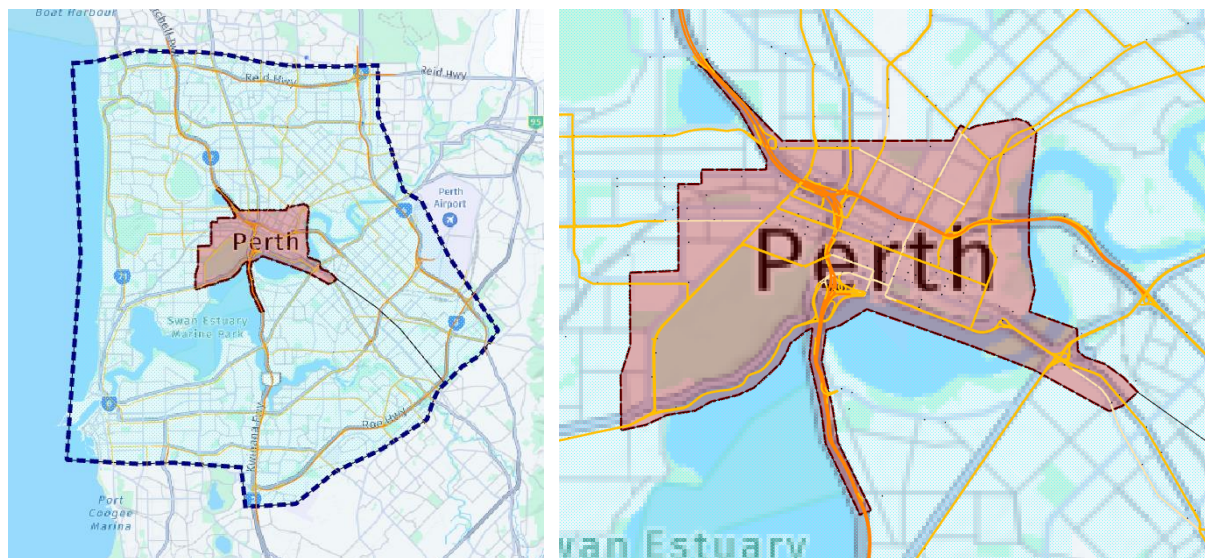 Boat Harbour
Reid Hwy
Reid Hwy
95
Perth
Airport
Perth
Swan Estuary
Marine Park
Roe Hwy
Kwinana Fwy
Port
Coogee
Marina
Perth
wan Estuary